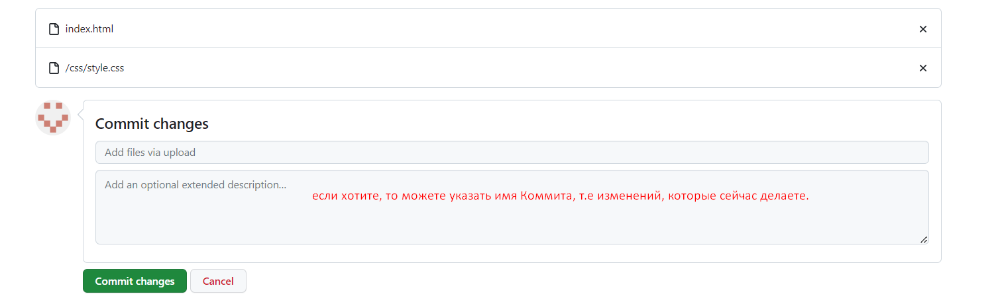 index.html
/css/style.css
Commit changes
Add files via upload
Add an optional extended description...
если хотите, то можете указать имя Коммита, т.е изменений, которые сейчас делаете.
Commit changes
Cancel